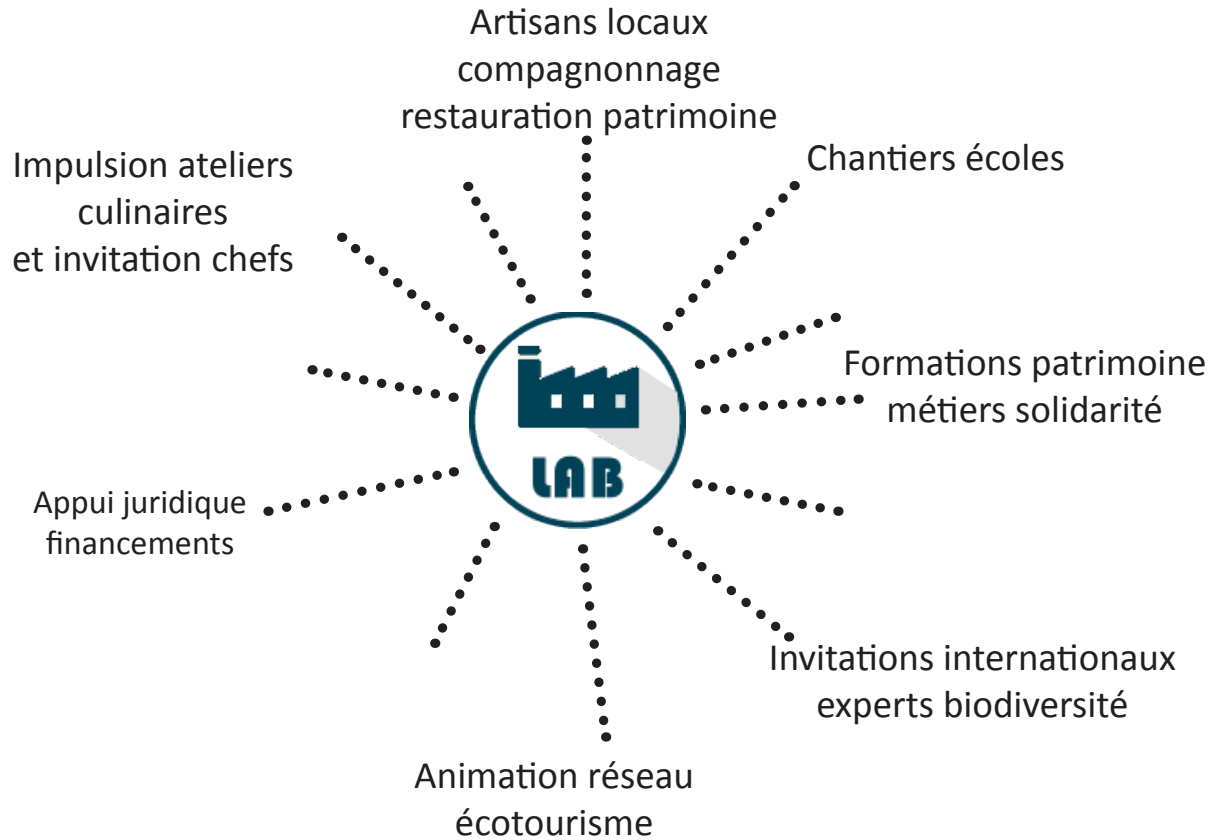 Artisans locaux
compagnonnage
restauration patrimoine
Chantiers écoles
Impulsion ateliers
culinaires
et invitation chefs
Formations patrimoine
métiers solidarité
LAB
Appui juridique
financements
Invitations internationaux
experts biodiversité
Animation réseau
écotourisme